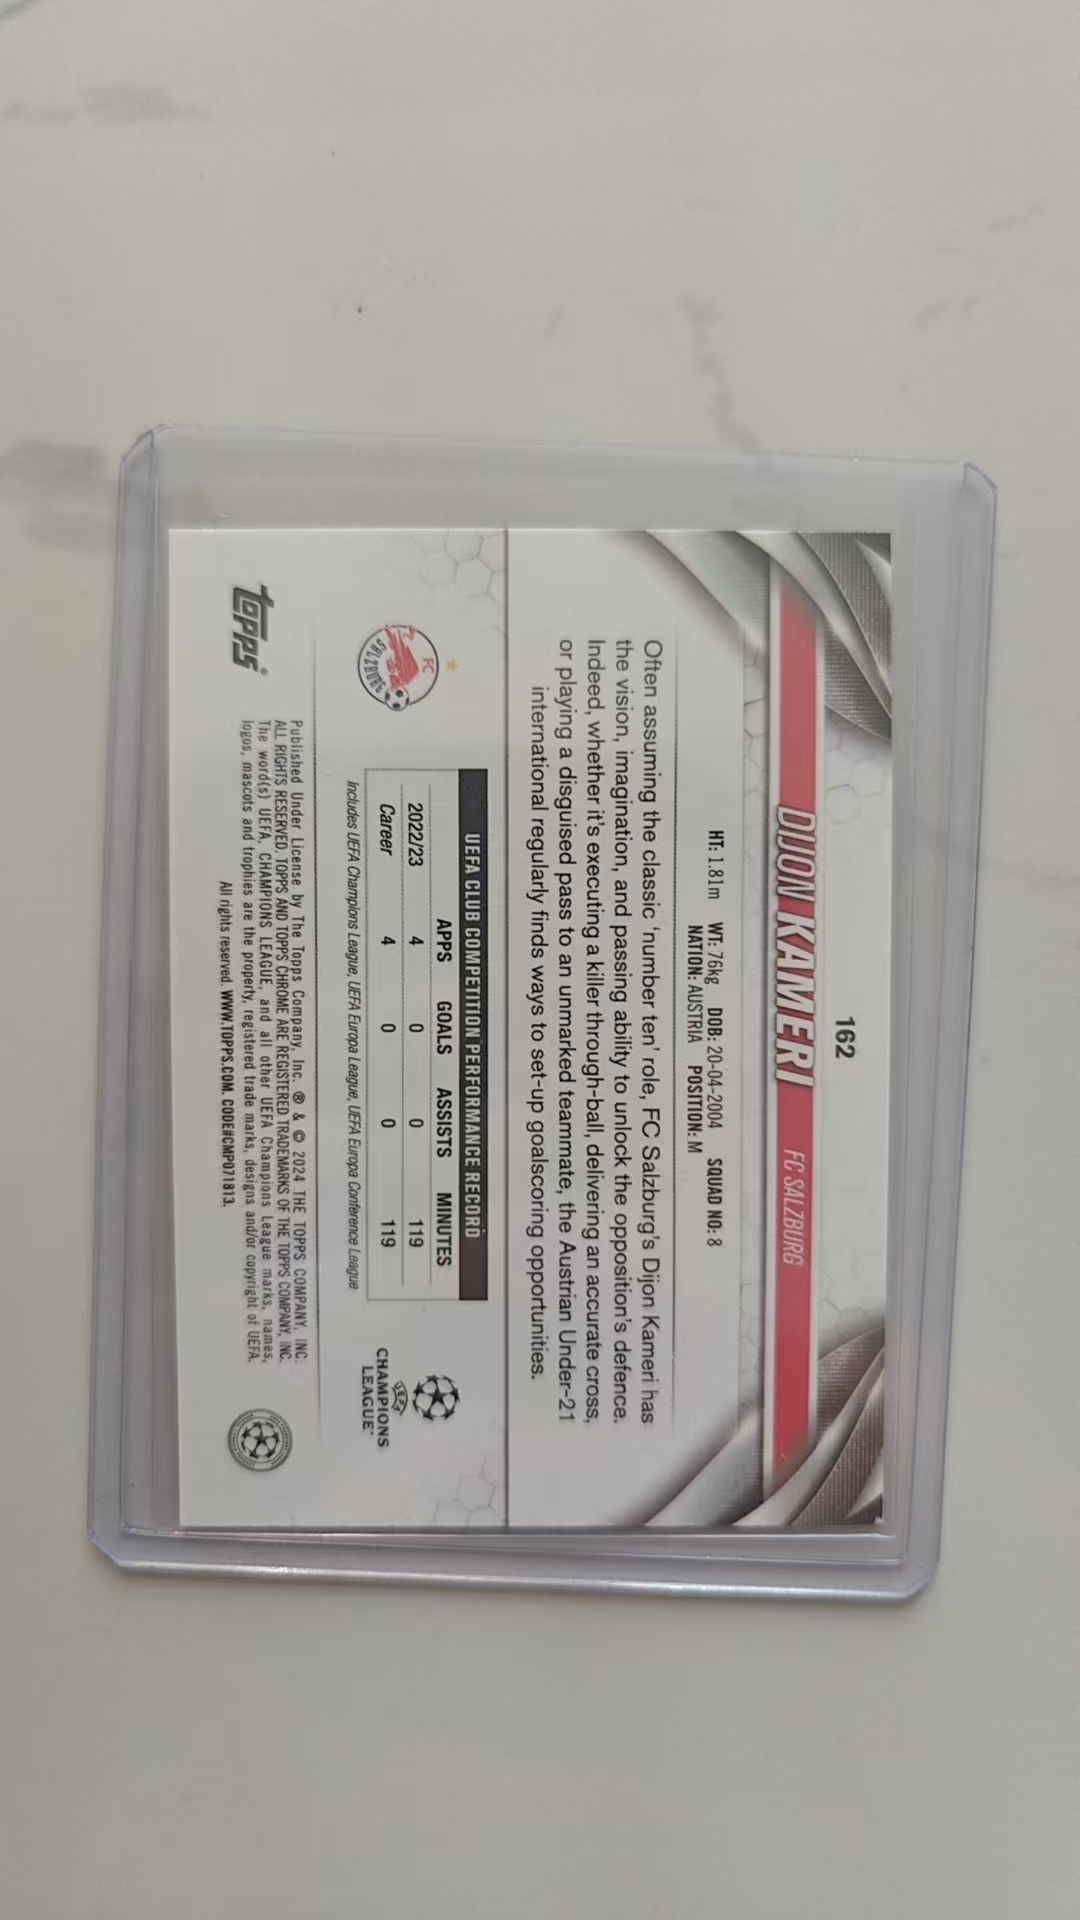 162
DIJON KAMERI FC SALZBURG
HT: 1.81m WT: 76kg DOB: 20-04-2004 SQUAD NO: 8
NATION: AUSTRIA POSITION: M
Often assuming the classic 'number ten' role, FC Salzburg's Dijon Kameri has
the vision, imagination, and passing ability to unlock the opposition's defence.
Indeed, whether it's executing a killer through-ball, delivering an accurate cross,
or playing a disguised pass to an unmarked teammate, the Austrian Under-21
international regularly finds ways to set-up goalscoring opportunities.
FC
SALZBURG
UEFA CLUB COMPETITION PERFORMANCE RECORD
APPS GOALS ASSISTS MINUTES
2022/23 4 0 0 119
Career 4 0 0 119
Includes UEFA Champions League, UEFA Europa League, UEFA Europa Conference League
UEFA
CHAMPIONS
LEAGUE
topps
Published Under License by The Topps Company, Inc. ® & © 2024 THE TOPPS COMPANY, INC.
ALL RIGHTS RESERVED. TOPPS AND TOPPS CHROME ARE REGISTERED TRADEMARKS OF THE TOPPS COMPANY, INC.
The word(s) UEFA, CHAMPIONS LEAGUE, and all other UEFA Champions League marks, names,
logos, mascots and trophies are the property, registered trade marks, designs and/or copyright of UEFA.
All rights reserved. WWW.TOPPS.COM. CODE#CMP071813.